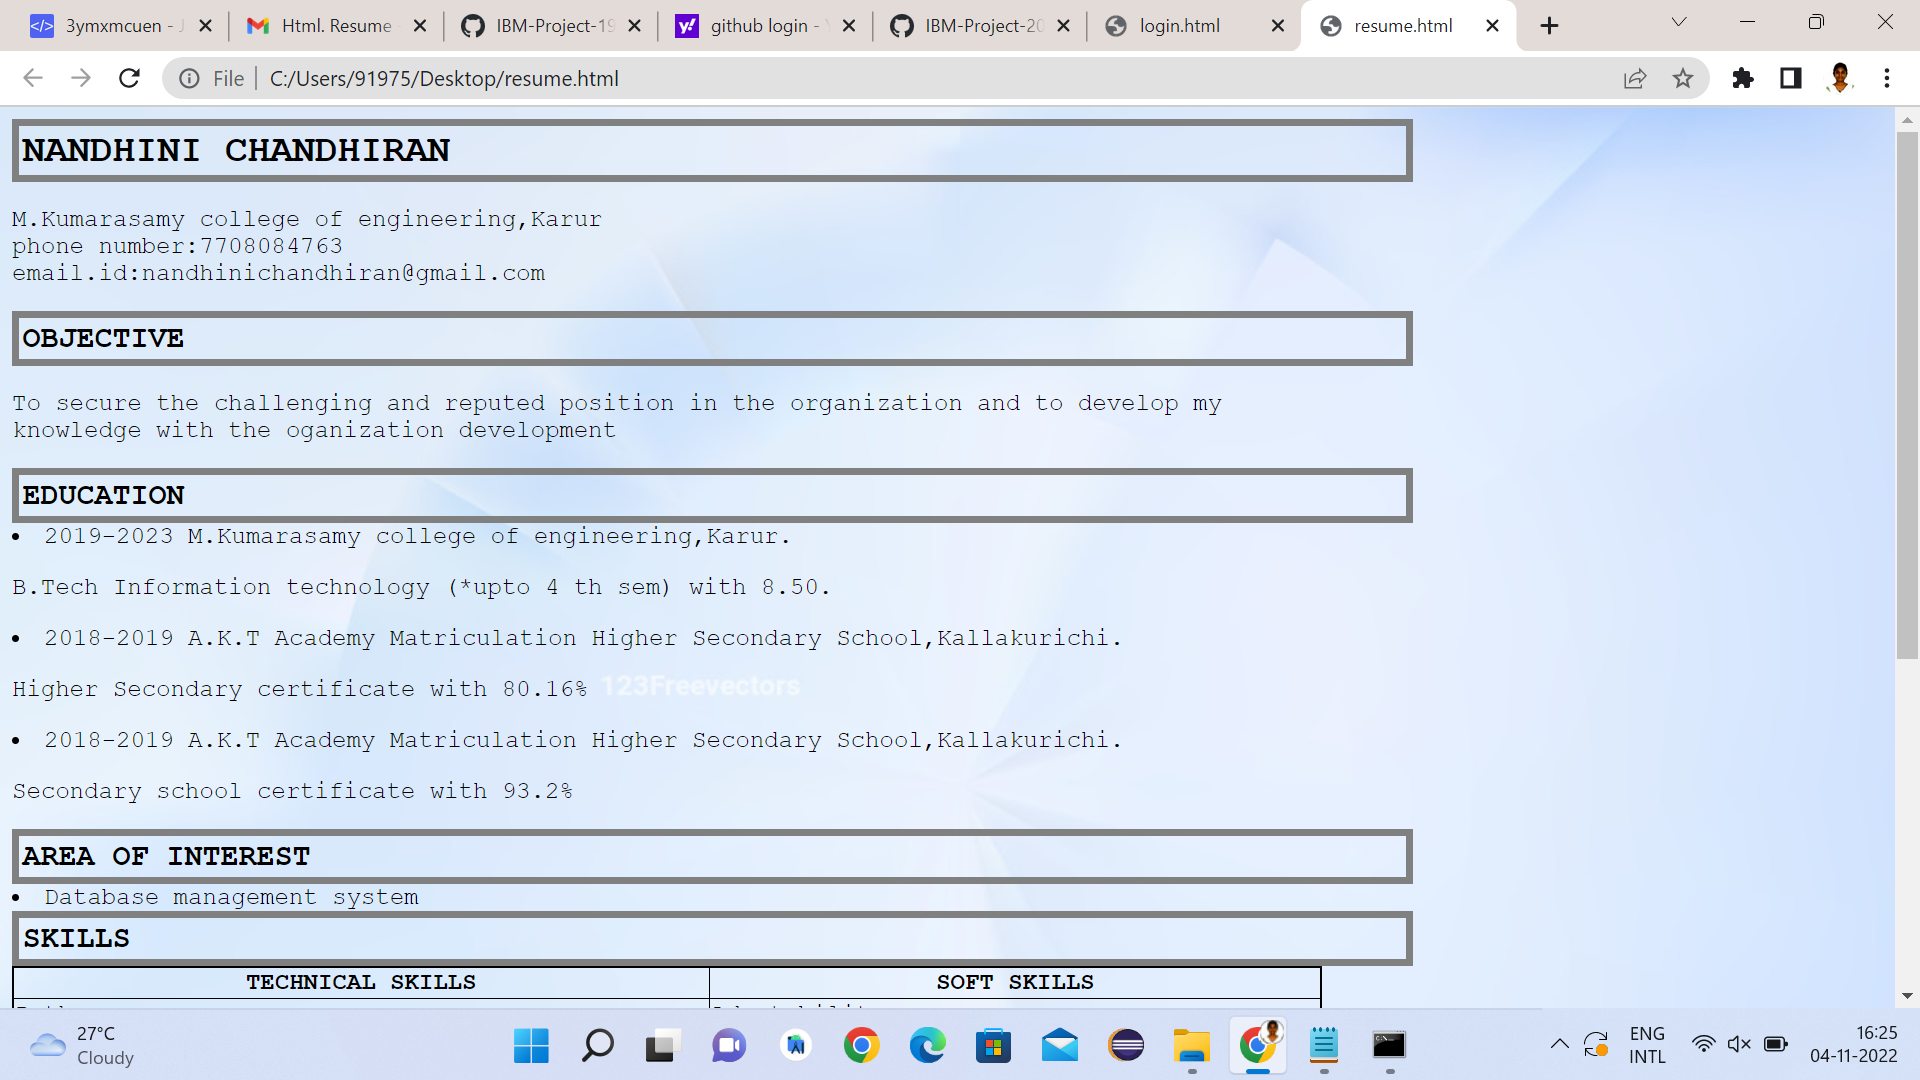 3ymxmcuen - J
Html. Resume
IBM-Project-19
github login - Y
IBM-Project-20
login.html
resume.html
File
C:/Users/91975/Desktop/resume.html
NANDHINI CHANDHIRAN
M.Kumarasamy college of engineering,Karur
phone number:7708084763
email.id:nandhinichandhiran@gmail.com
OBJECTIVE
To secure the challenging and reputed position in the organization and to develop my
knowledge with the oganization development
EDUCATION
• 2019-2023 M.Kumarasamy college of engineering,Karur.
B.Tech Information technology (*upto 4 th sem) with 8.50.
• 2018-2019 A.K.T Academy Matriculation Higher Secondary School,Kallakurichi.
Higher Secondary certificate with 80.16%
123Freevectors
• 2018-2019 A.K.T Academy Matriculation Higher Secondary School,Kallakurichi.
Secondary school certificate with 93.2%
AREA OF INTEREST
• Database management system
SKILLS
TECHNICAL SKILLS
SOFT SKILLS
27°C
Cloudy
ENG
INTL
16:25
04-11-2022